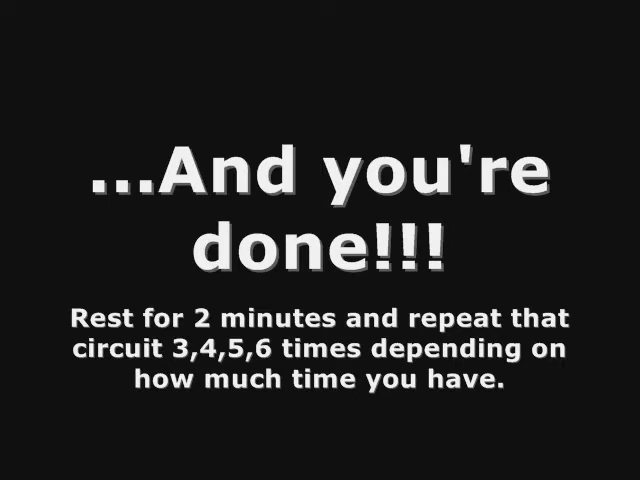 ...And you're
done!!!
Rest for 2 minutes and repeat that
circuit 3,4,5,6 times depending on
how much time you have.